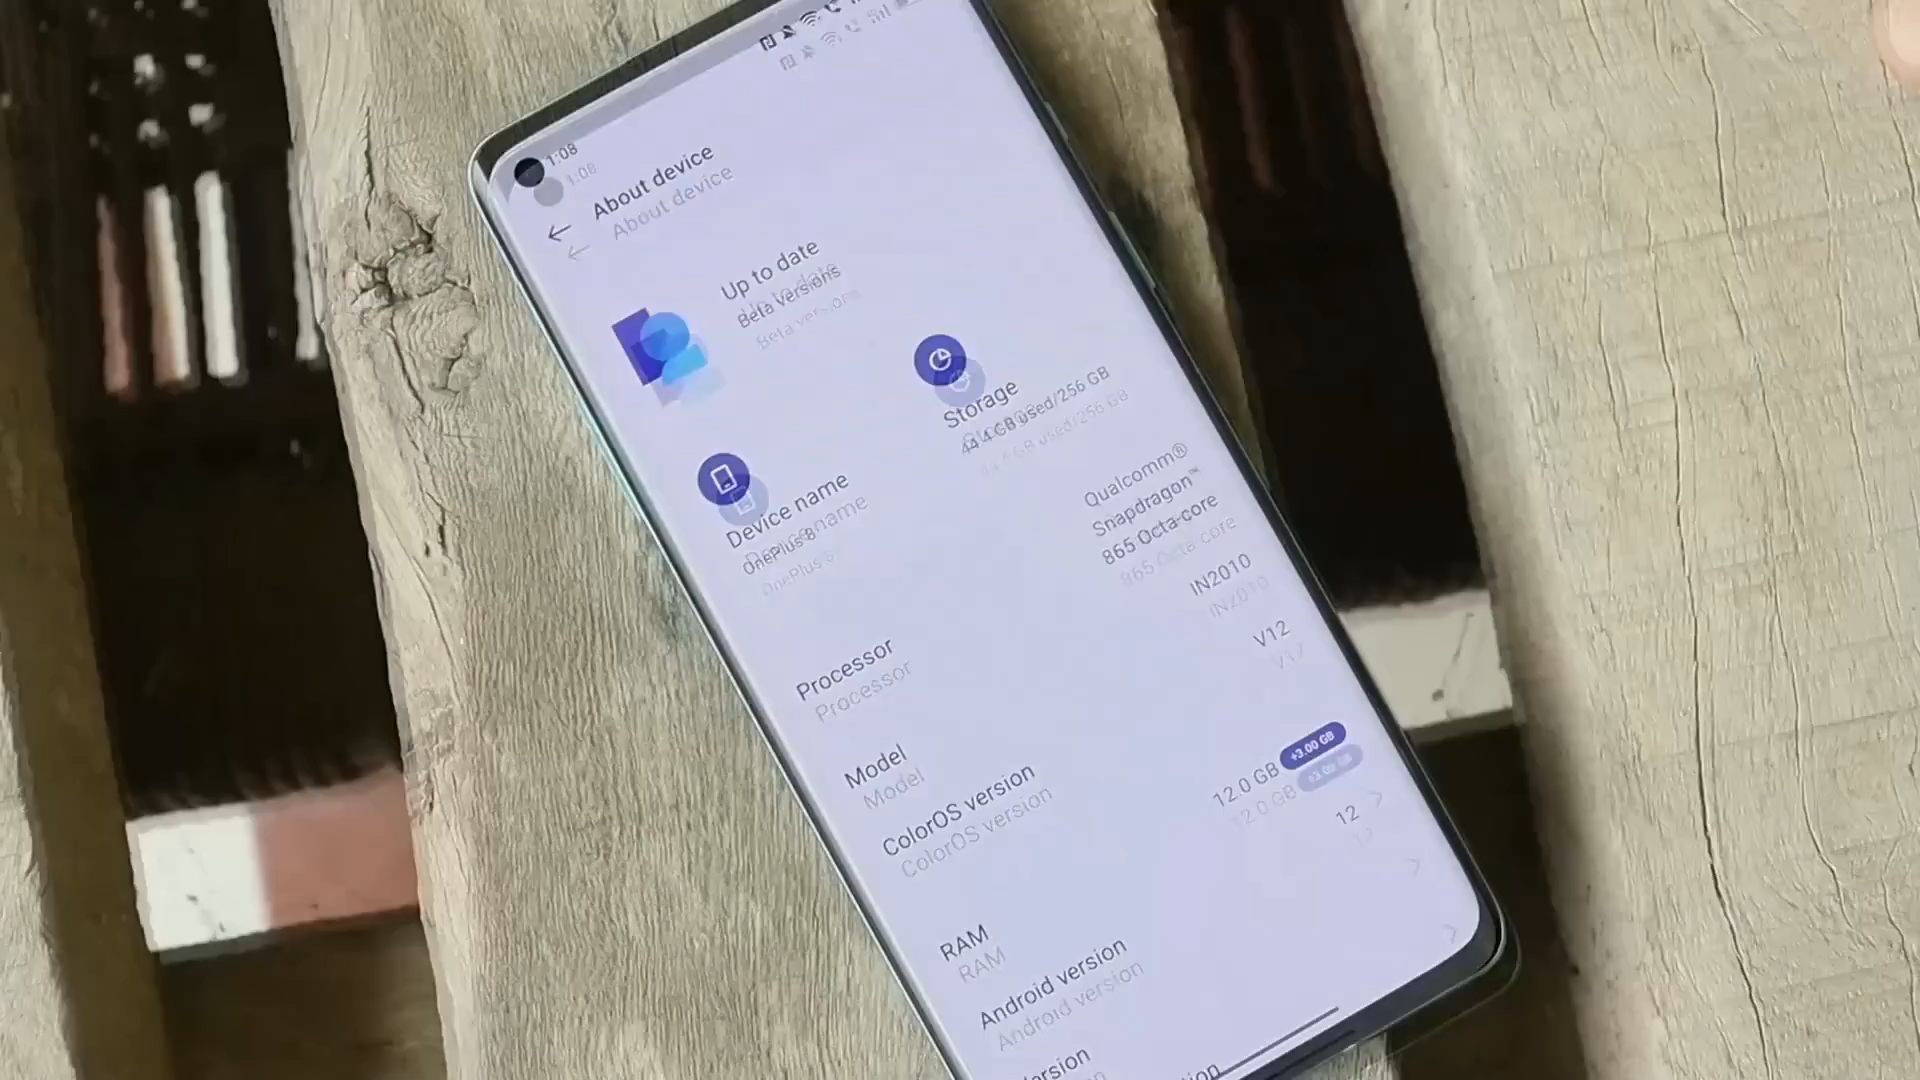 1:08
About device
Up to date
Beta versions
Storage
44.4 GB used/256 GB
Device name
OnePlus 8
Processor
Qualcomm®
Snapdragon™
865 Octa-core
Model
IN2010
ColorOS version
V12
RAM
12.0 GB +3.00 GB
Android version
12